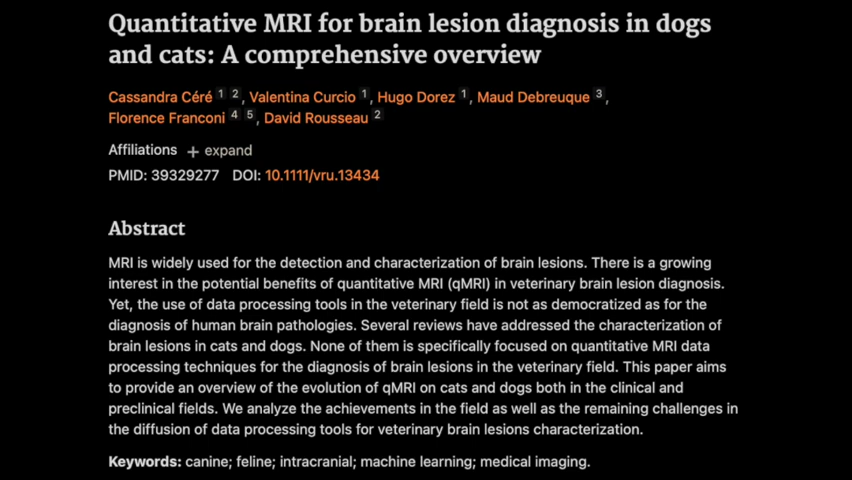 Quantitative MRI for brain lesion diagnosis in dogs
and cats: A comprehensive overview
Cassandra Céré 1 2, Valentina Curcio 1, Hugo Dorez 1, Maud Debreuque 3,
Florence Franconi 4 5, David Rousseau 2
Affiliations + expand
PMID: 39329277 DOI: 10.1111/vru.13434
Abstract
MRI is widely used for the detection and characterization of brain lesions. There is a growing
interest in the potential benefits of quantitative MRI (qMRI) in veterinary brain lesion diagnosis.
Yet, the use of data processing tools in the veterinary field is not as democratized as for the
diagnosis of human brain pathologies. Several reviews have addressed the characterization of
brain lesions in cats and dogs. None of them is specifically focused on quantitative MRI data
processing techniques for the diagnosis of brain lesions in the veterinary field. This paper aims
to provide an overview of the evolution of qMRI on cats and dogs both in the clinical and
preclinical fields. We analyze the achievements in the field as well as the remaining challenges in
the diffusion of data processing tools for veterinary brain lesions characterization.
Keywords: canine; feline; intracranial; machine learning; medical imaging.